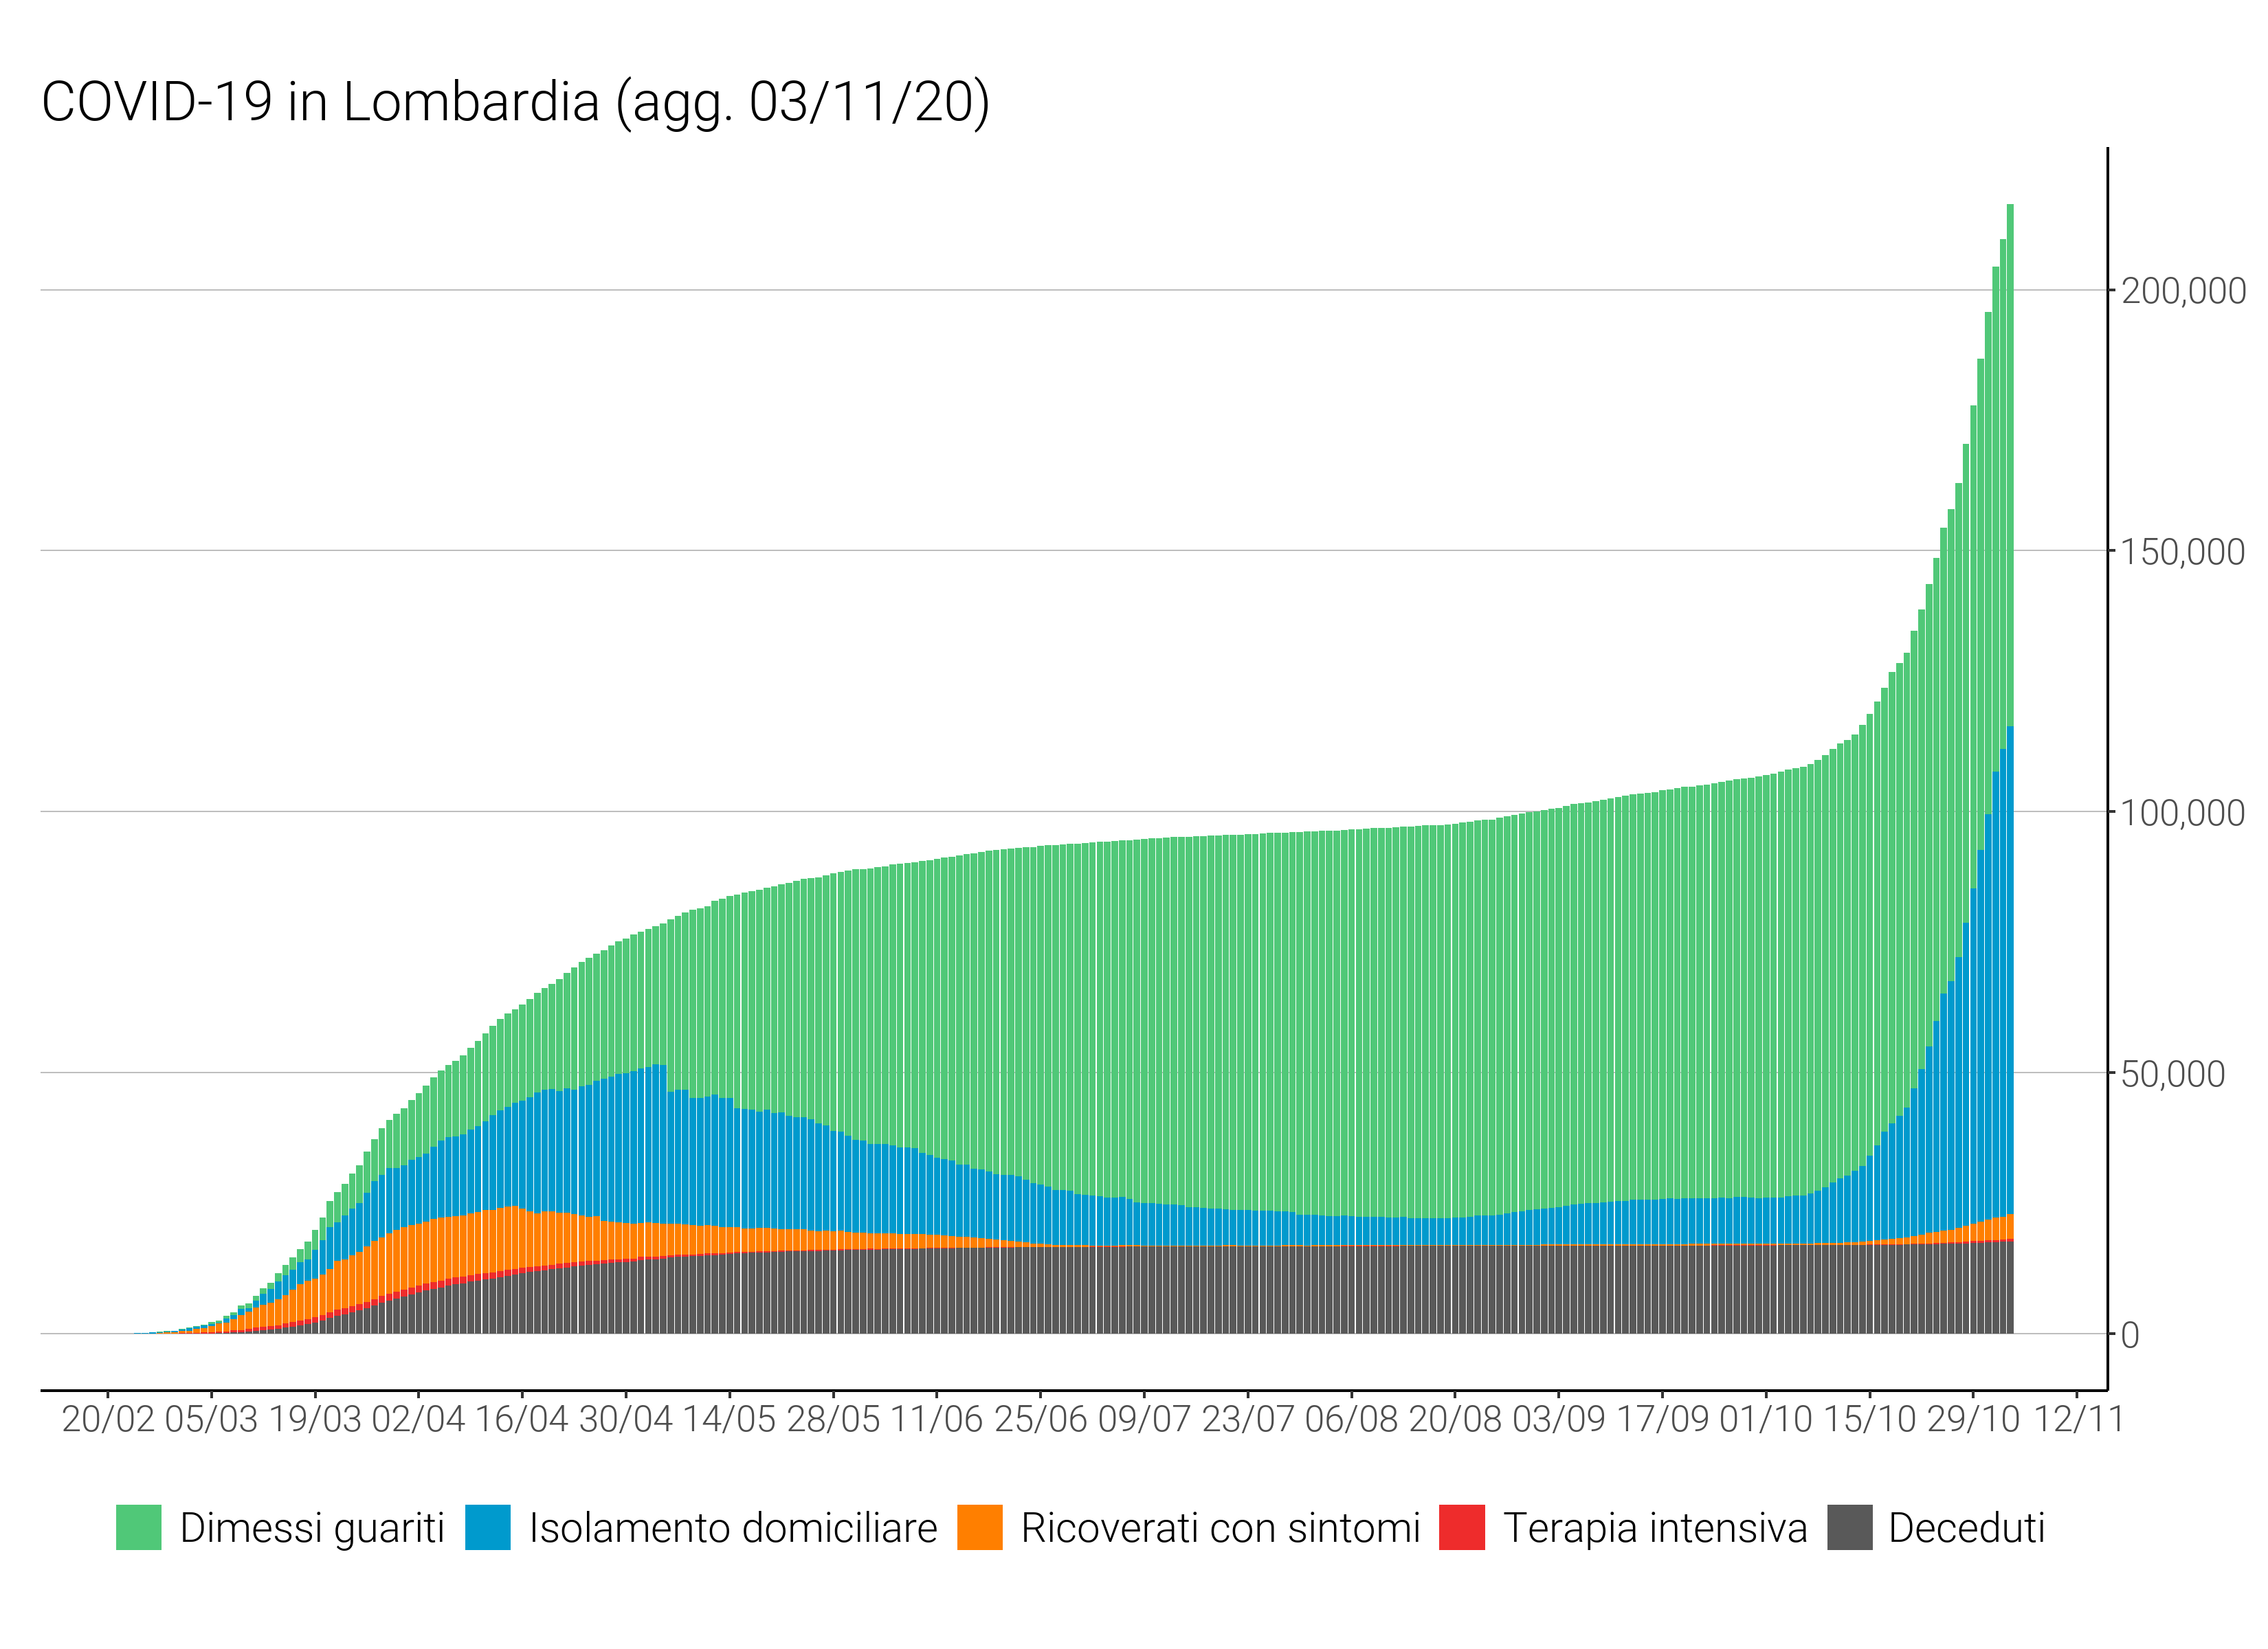 COVID-19 in Lombardia (agg. 03/11/20)
200,000
150,000
100,000
50,000
0
20/02 05/03 19/03 02/04 16/04 30/04 14/05 28/05 11/06 25/06 09/07 23/07 06/08 20/08 03/09 17/09 01/10 15/10 29/10 12/11
Dimessi guariti Isolamento domiciliare Ricoverati con sintomi Terapia intensiva Deceduti